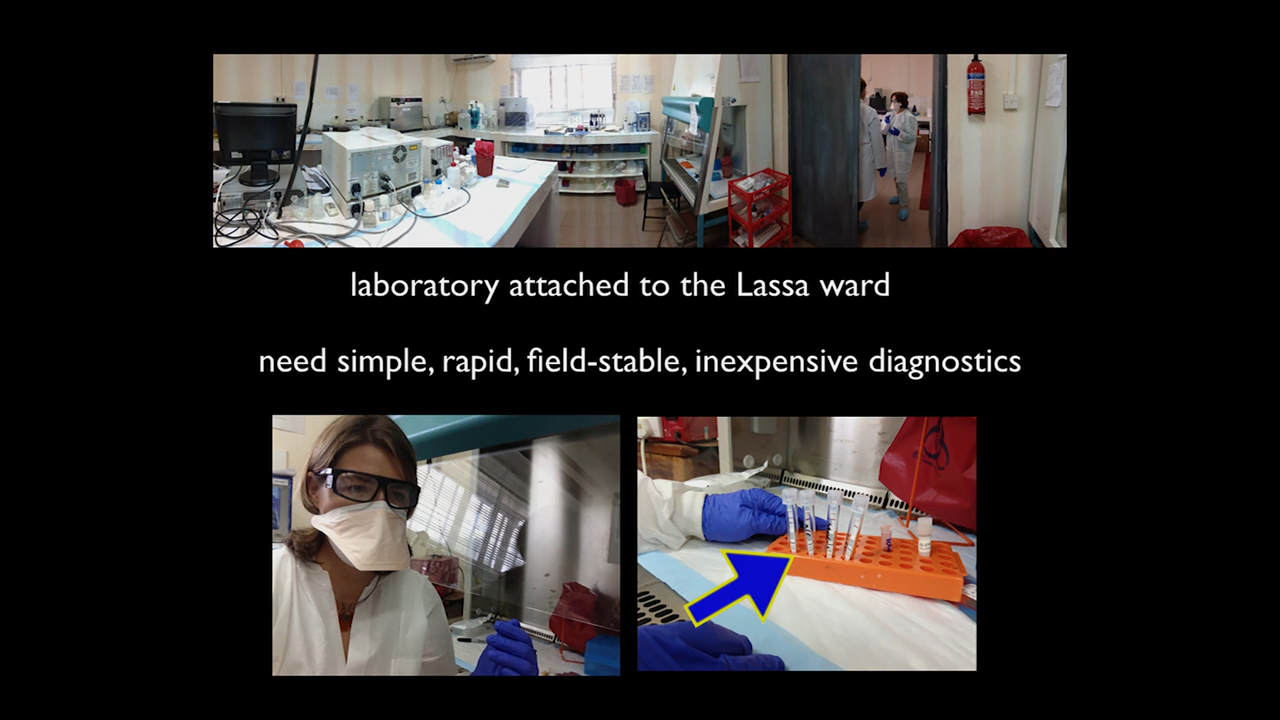 laboratory attached to the Lassa ward
need simple, rapid, field-stable, inexpensive diagnostics